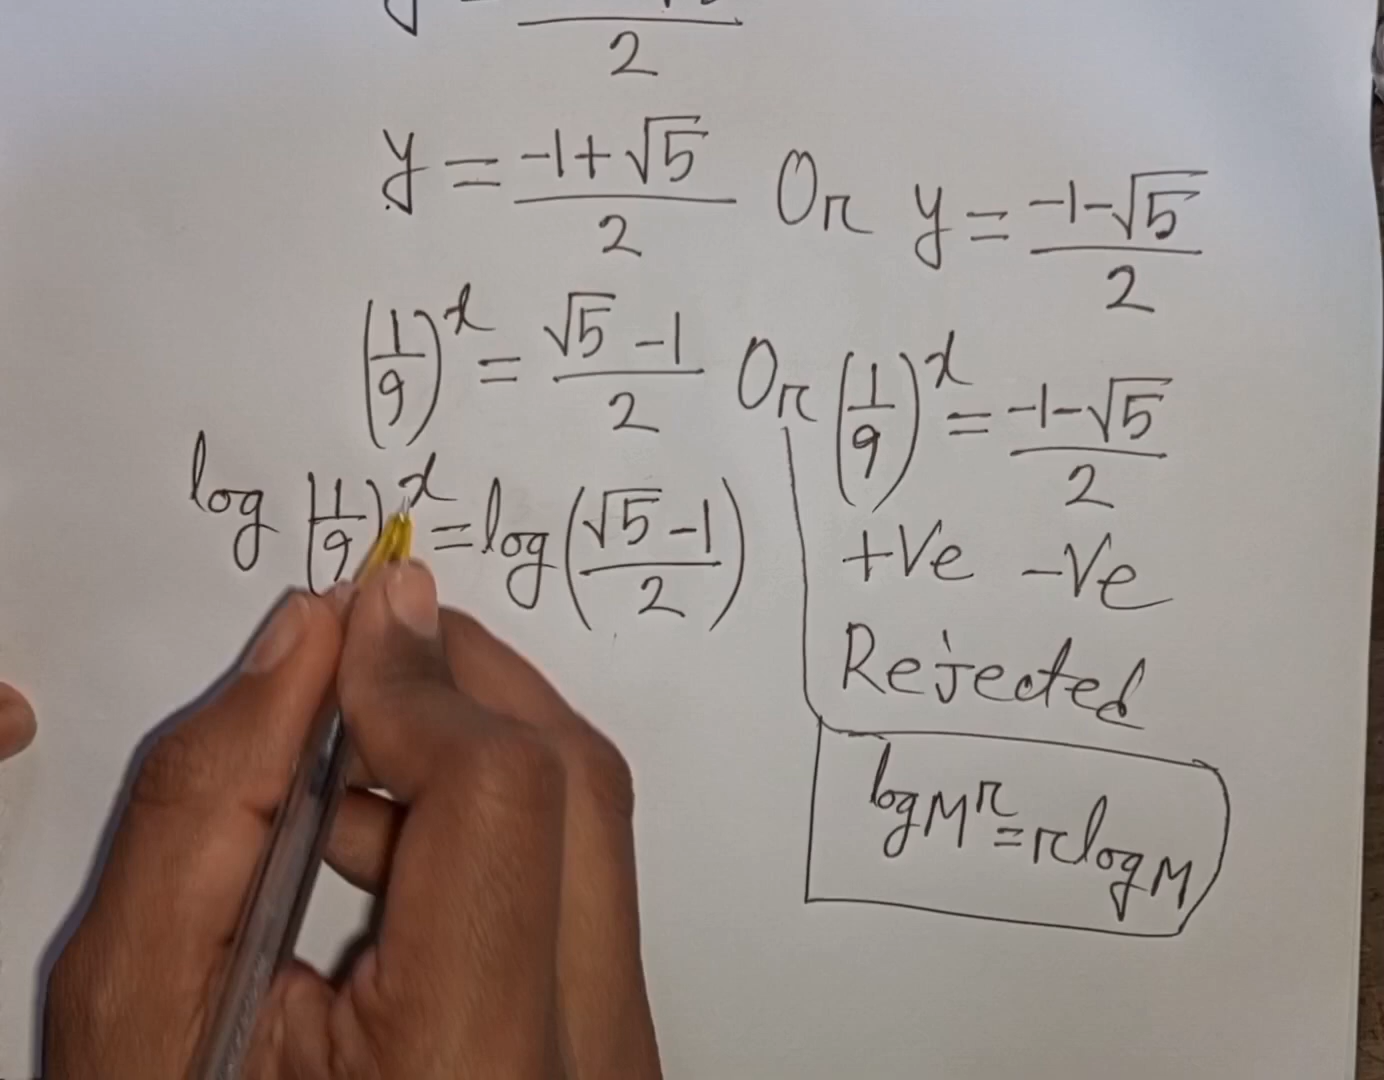 2
y = (-1+√5)/2 Or y = (-1-√5)/2
(1/9)^x = (√5 -1)/2 Or (1/9)^x = (-1-√5)/2
log (1/9)^x = log((√5 -1)/2)
+Ve -Ve
Rejected
log M^r = r log M